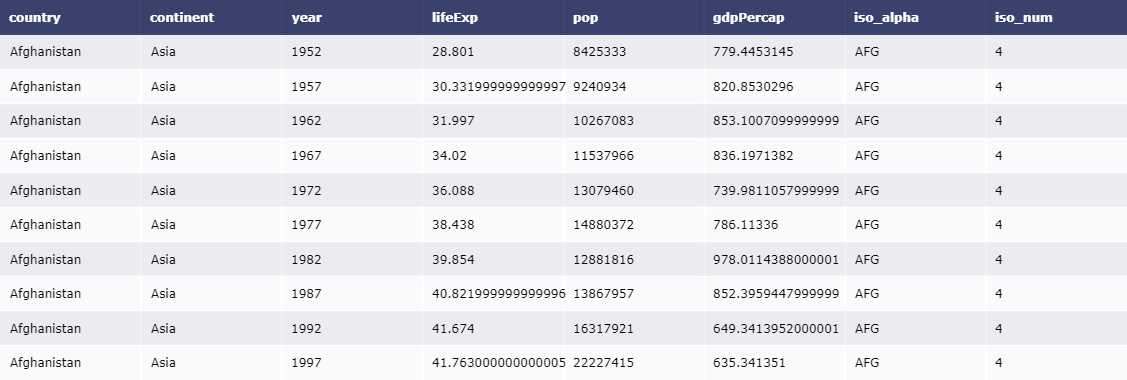 country continent year lifeExp pop gdpPercap iso_alpha iso_num
Afghanistan Asia 1952 28.801 8425333 779.4453145 AFG 4
Afghanistan Asia 1957 30.331999999999997 9240934 820.8530296 AFG 4
Afghanistan Asia 1962 31.997 10267083 853.1007099999999 AFG 4
Afghanistan Asia 1967 34.02 11537966 836.1971382 AFG 4
Afghanistan Asia 1972 36.088 13079460 739.9811057999999 AFG 4
Afghanistan Asia 1977 38.438 14880372 786.11336 AFG 4
Afghanistan Asia 1982 39.854 12881816 978.0114388000001 AFG 4
Afghanistan Asia 1987 40.821999999999996 13867957 852.3959447999999 AFG 4
Afghanistan Asia 1992 41.674 16317921 649.3413952000001 AFG 4
Afghanistan Asia 1997 41.763000000000005 22227415 635.341351 AFG 4